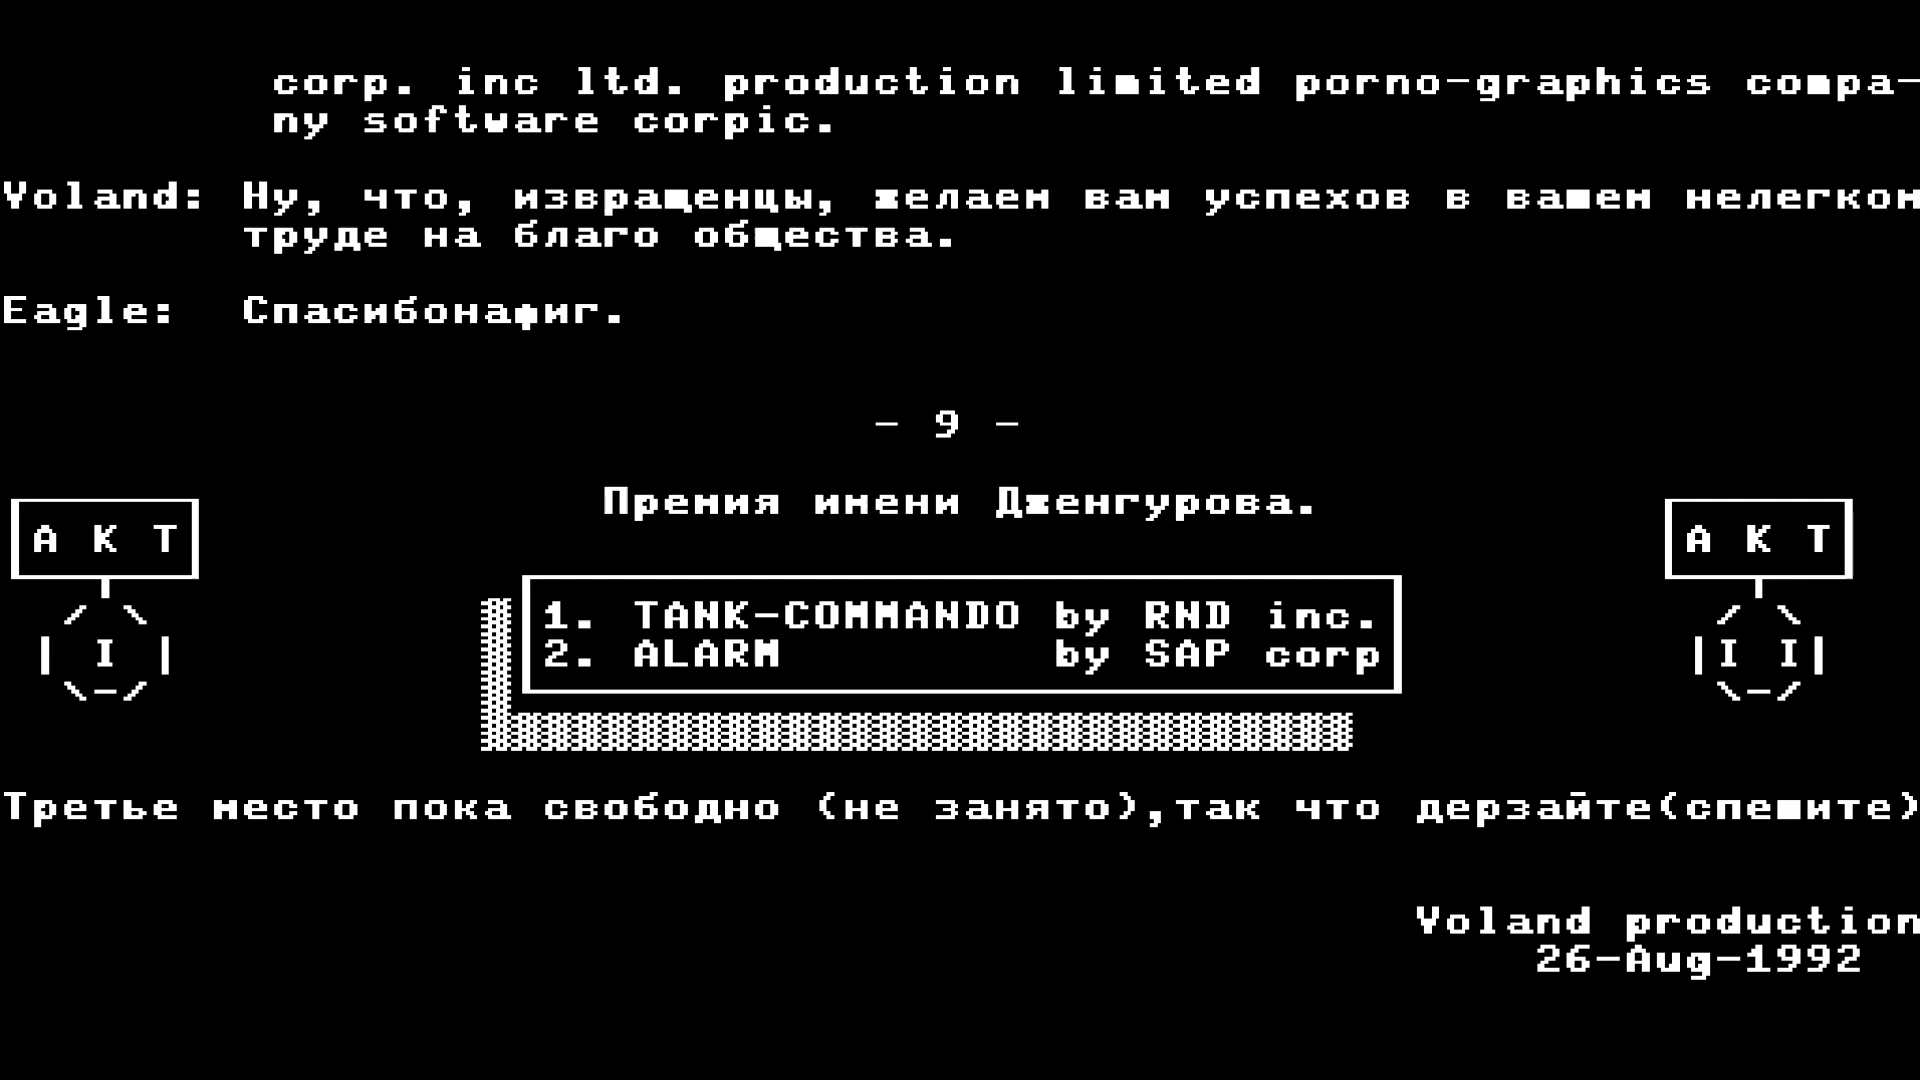 corp. inc ltd. production limited porno-graphics compa-
ny software corpic.
Voland: Ну, что, извращенцы, желаем вам успехов в вашем нелегком
труде на благо общества.
Eagle: Спасибонафиг.
- 9 -
Премия имени Дженгурова.
А К Т
А К Т
1. TANK-COMMANDO by RND inc.
2. ALARM by SAP corp
I
I I
Третье место пока свободно (не занято),так что дерзайте(спешите)
Voland production
26-Aug-1992